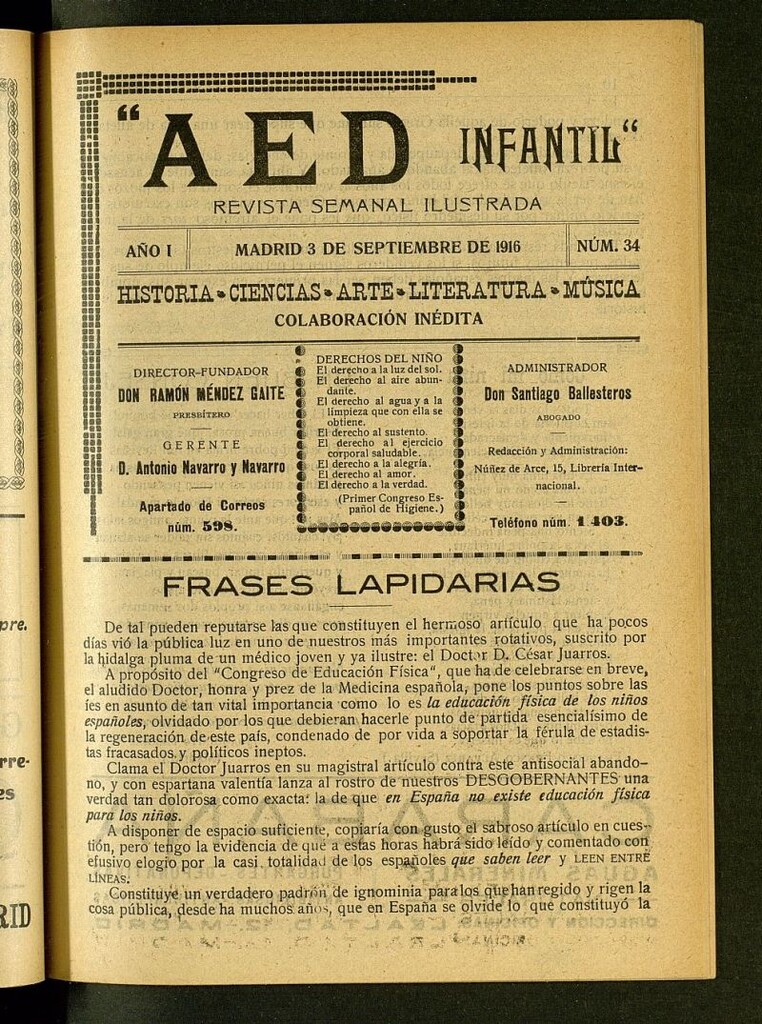 "AED INFANTIL"
REVISTA SEMANAL ILUSTRADA
AÑO I
MADRID 3 DE SEPTIEMBRE DE 1916
NÚM. 34
HISTORIA CIENCIAS ARTE LITERATURA MÚSICA
COLABORACIÓN INÉDITA
DIRECTOR-FUNDADOR
DON RAMÓN MÉNDEZ GAITE
PRESBÍTERO
GERENTE
D. Antonio Navarro y Navarro
Apartado de Correos
núm. 598.
DERECHOS DEL NIÑO
El derecho a la luz del sol.
El derecho al aire abun-
dante.
El derecho al agua y a la
limpieza que con ella se
obtiene.
El derecho al sustento.
El derecho al ejercicio
corporal saludable.
El derecho a la alegría.
El derecho al amor.
El derecho a la verdad.
(Primer Congreso Es-
pañol de Higiene.)
ADMINISTRADOR
Don Santiago Ballesteros
ABOGADO
Redacción y Administración:
Núñez de Arce, 15, Librería Inter-
nacional.
Teléfono núm. 1403.
FRASES LAPIDARIAS
De tal pueden reputarse las que constituyen el hermoso artículo que ha pocos
días vió la pública luz en uno de nuestros más importantes rotativos, suscrito por
la hidalga pluma de un médico joven y ya ilustre: el Doctor D. César Juarros.
A propósito del "Congreso de Educación Física", que ha de celebrarse en breve,
el aludido Doctor, honra y prez de la Medicina española, pone los puntos sobre las
íes en asunto de tan vital importancia como lo es la educación física de los niños
españoles, olvidado por los que debieran hacerle punto de partida esencialísimo de
la regeneración de este país, condenado de por vida a soportar la férula de estadis-
tas fracasados y políticos ineptos.
Clama el Doctor Juarros en su magistral artículo contra este antisocial abando-
no, y con espartana valentía lanza al rostro de nuestros DESGOBERNANTES una
verdad tan dolorosa como exacta: la de que en España no existe educación física
para los niños.
A disponer de espacio suficiente, copiaría con gusto el sabroso artículo en cues-
tión, pero tengo la evidencia de que a estas horas habrá sido leído y comentado con
efusivo elogio por la casi totalidad de los españoles que saben leer y LEEN ENTRE
LÍNEAS.
Constituye un verdadero padrón de ignominia para los que han regido y rigen la
cosa pública, desde ha muchos años, que en España se olvide lo que constituyó la
pre.
rre-
es
RID